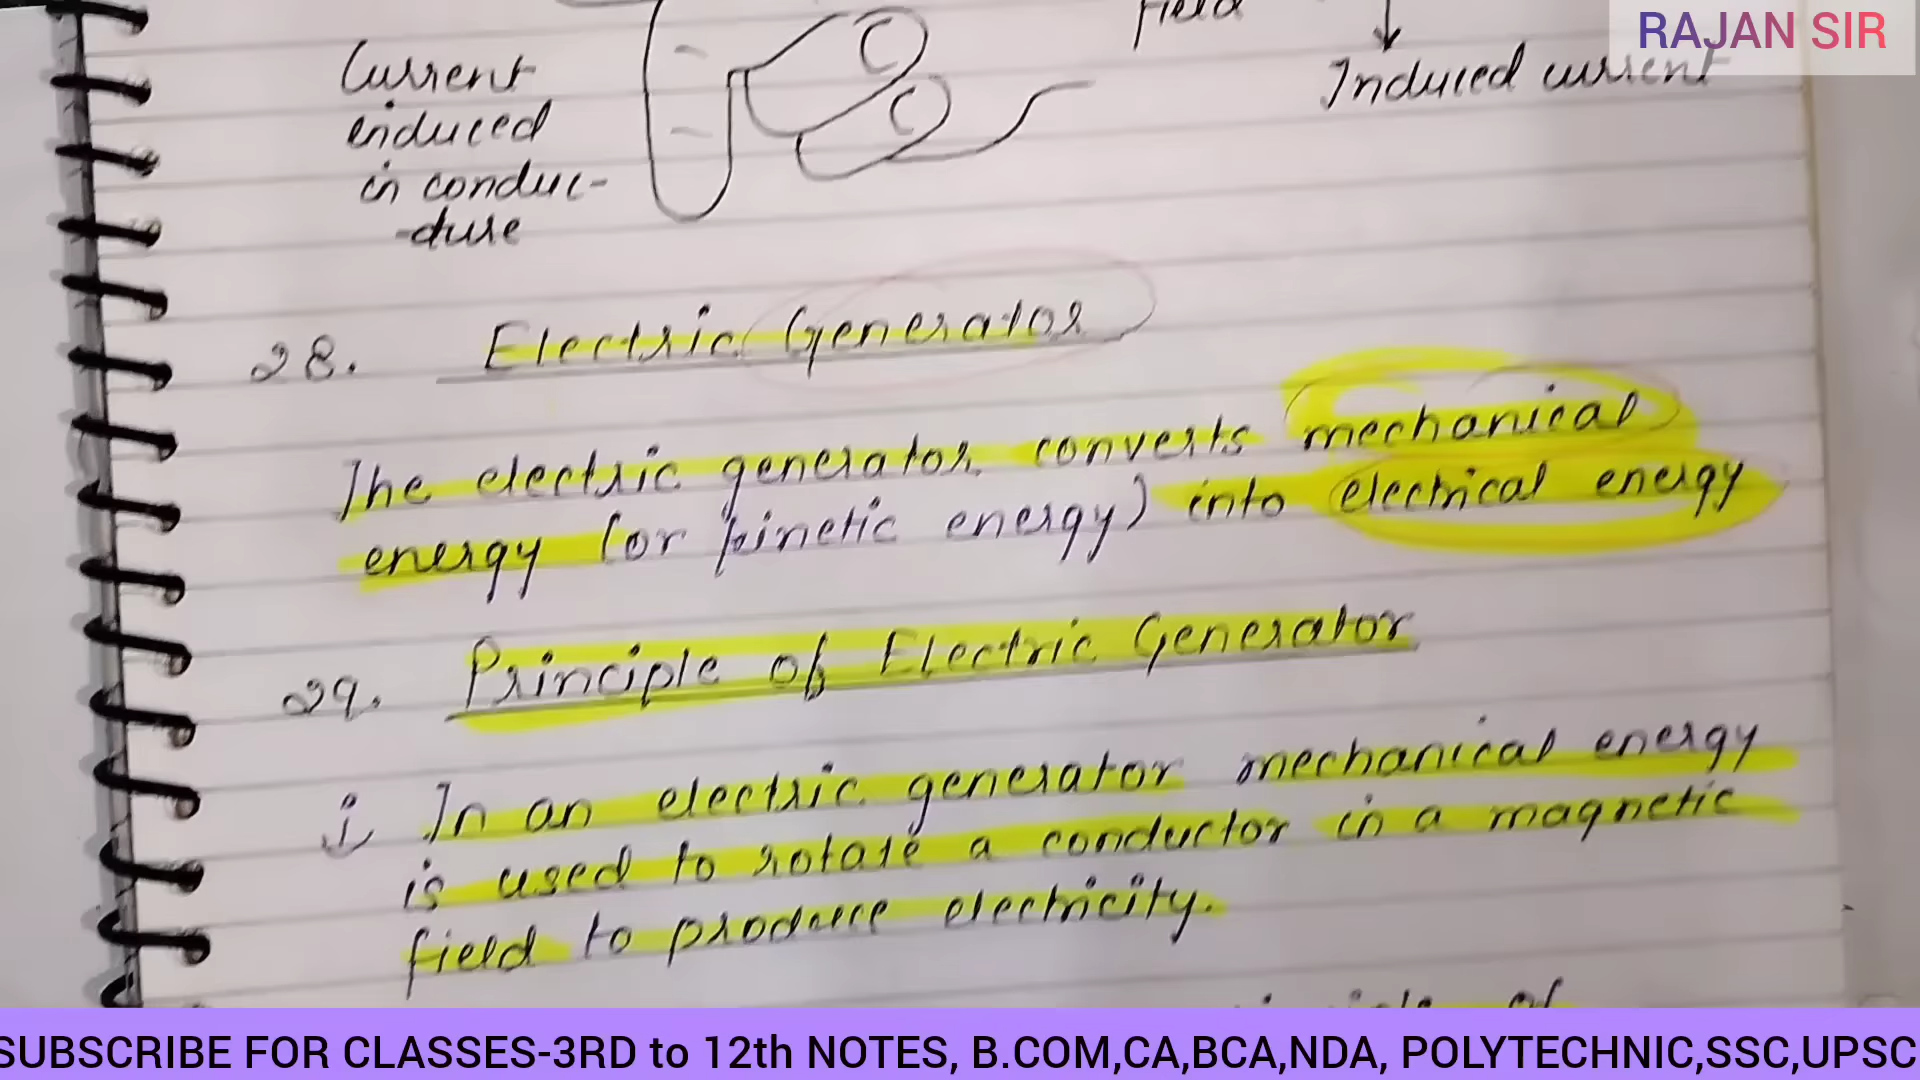 field
RAJAN SIR
Current
induced
in conduc-
-ture
Induced current
28. Electric Generator
The electric generator converts mechanical
energy (or kinetic energy) into electrical energy
29. Principle of Electric Generator
i In an electric generator mechanical energy
is used to rotate a conductor in a magnetic
field to produce electricity.
of
SUBSCRIBE FOR CLASSES-3RD to 12th NOTES, B.COM,CA,BCA,NDA, POLYTECHNIC,SSC,UPSC